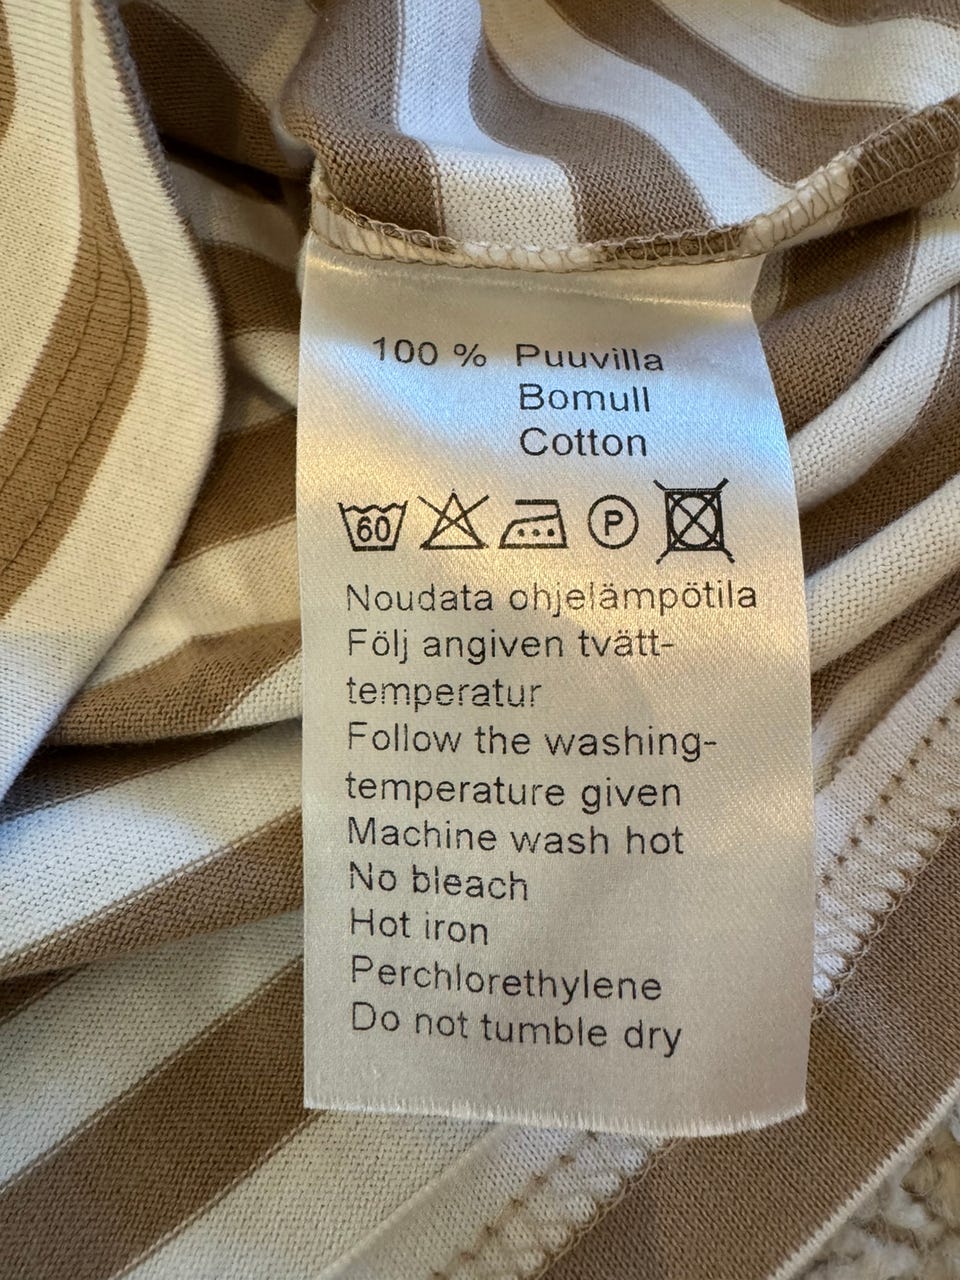 100 % Puuvilla
Bomull
Cotton
60 P
Noudata ohjelämpötila
Följ angiven tvätt-
temperatur
Follow the washing-
temperature given
Machine wash hot
No bleach
Hot iron
Perchlorethylene
Do not tumble dry